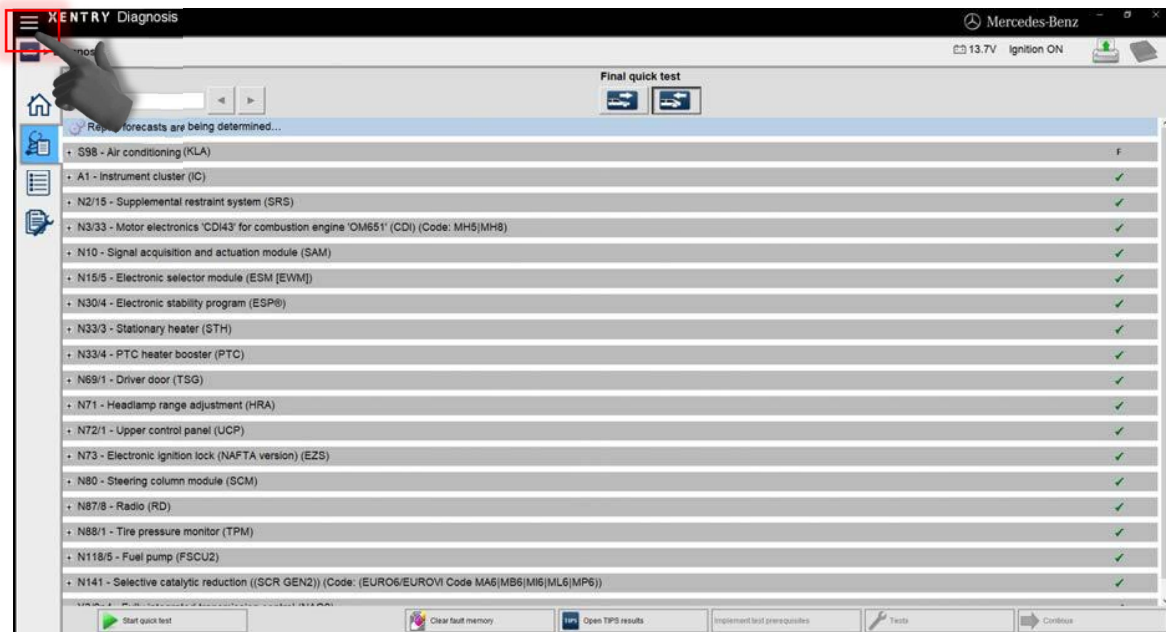 XENTRY Diagnosis
Mercedes-Benz
13.7V Ignition ON
Final quick test
forecasts are being determined...
+ S98 - Air conditioning (KLA) F
+ A1 - Instrument cluster (IC) ✓
+ N2/15 - Supplemental restraint system (SRS) ✓
+ N3/33 - Motor electronics 'CDI43' for combustion engine 'OM651' (CDI) (Code: MH5|MH8) ✓
+ N10 - Signal acquisition and actuation module (SAM) ✓
+ N15/5 - Electronic selector module (ESM [EWM]) ✓
+ N30/4 - Electronic stability program (ESP®) ✓
+ N33/3 - Stationary heater (STH) ✓
+ N33/4 - PTC heater booster (PTC) ✓
+ N69/1 - Driver door (TSG) ✓
+ N71 - Headlamp range adjustment (HRA) ✓
+ N72/1 - Upper control panel (UCP) ✓
+ N73 - Electronic ignition lock (NAFTA version) (EZS) ✓
+ N80 - Steering column module (SCM) ✓
+ N87/8 - Radio (RD) ✓
+ N88/1 - Tire pressure monitor (TPM) ✓
+ N118/5 - Fuel pump (FSCU2) ✓
+ N141 - Selective catalytic reduction ((SCR GEN2)) (Code: (EURO6/EUROVI Code MA6|MB6|MI6|ML6|MP6)) ✓
Start quick test
Clear fault memory
TIPS Open TIPS results
Implement test prerequisites
Tests
Continue